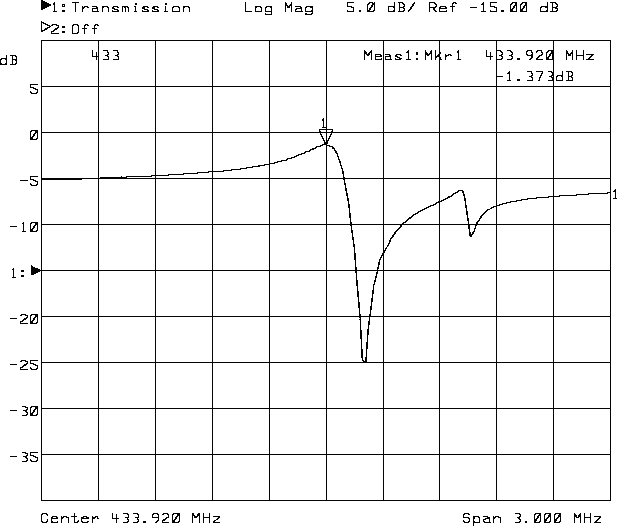 ▶1:Transmission Log Mag 5.0 dB/ Ref -15.00 dB
▷2:Off
dB
433 Meas1:Mkr1 433.920 MHz
-1.373dB
5
1
0
-5
1
-10
1:▶
-20
-25
-30
-35
Center 433.920 MHz Span 3.000 MHz